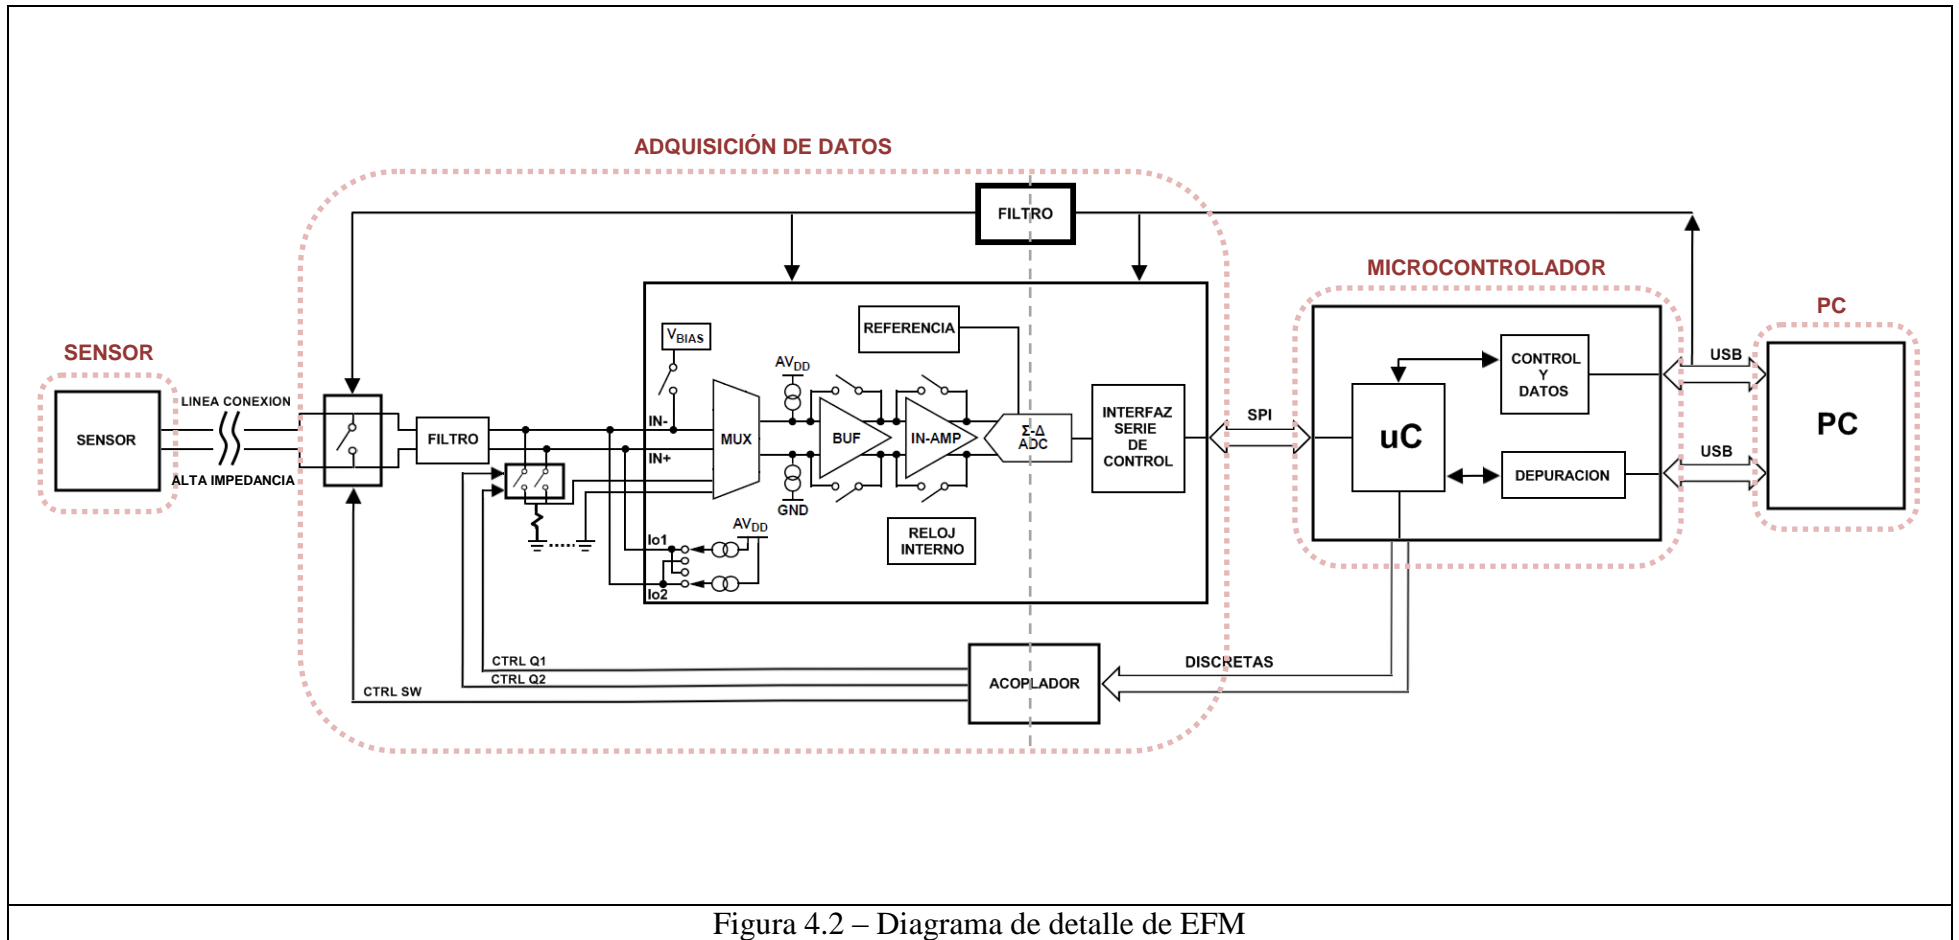 ADQUISICIÓN DE DATOS
FILTRO
MICROCONTROLADOR
PC
SENSOR
SENSOR
LINEA CONEXION
ALTA IMPEDANCIA
FILTRO
VBIAS
IN-
IN+
MUX
AVDD
GND
BUF
IN-AMP
REFERENCIA
Σ-Δ
ADC
INTERFAZ
SERIE
DE
CONTROL
RELOJ
INTERNO
AVDD
Io1
Io2
SPI
uC
CONTROL
Y
DATOS
DEPURACION
USB
USB
PC
CTRL Q1
CTRL Q2
CTRL SW
ACOPLADOR
DISCRETAS
Figura 4.2 – Diagrama de detalle de EFM